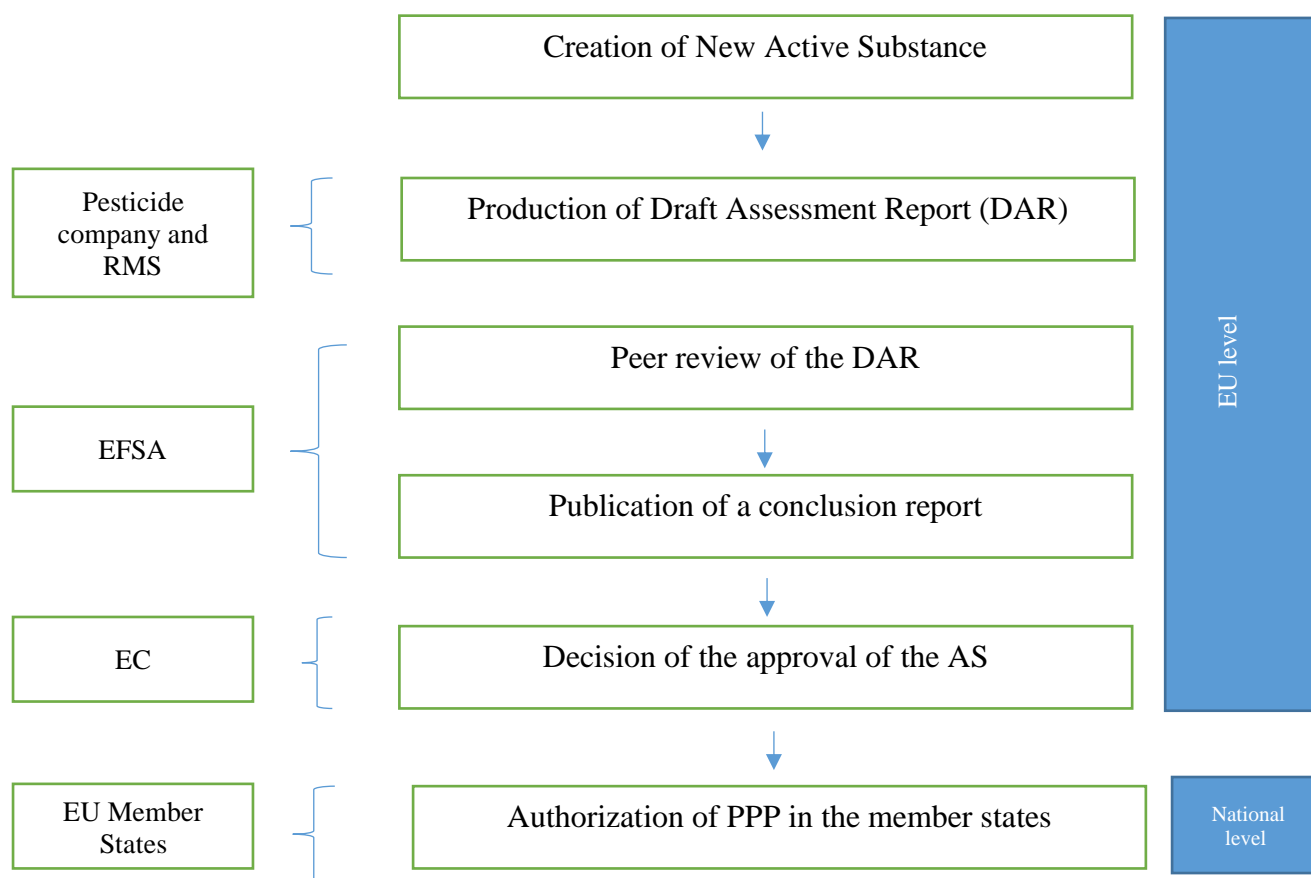 Creation of New Active Substance
Pesticide
company and
RMS
Production of Draft Assessment Report (DAR)
Peer review of the DAR
EU level
EFSA
Publication of a conclusion report
EC
Decision of the approval of the AS
EU Member
States
Authorization of PPP in the member states
National
level